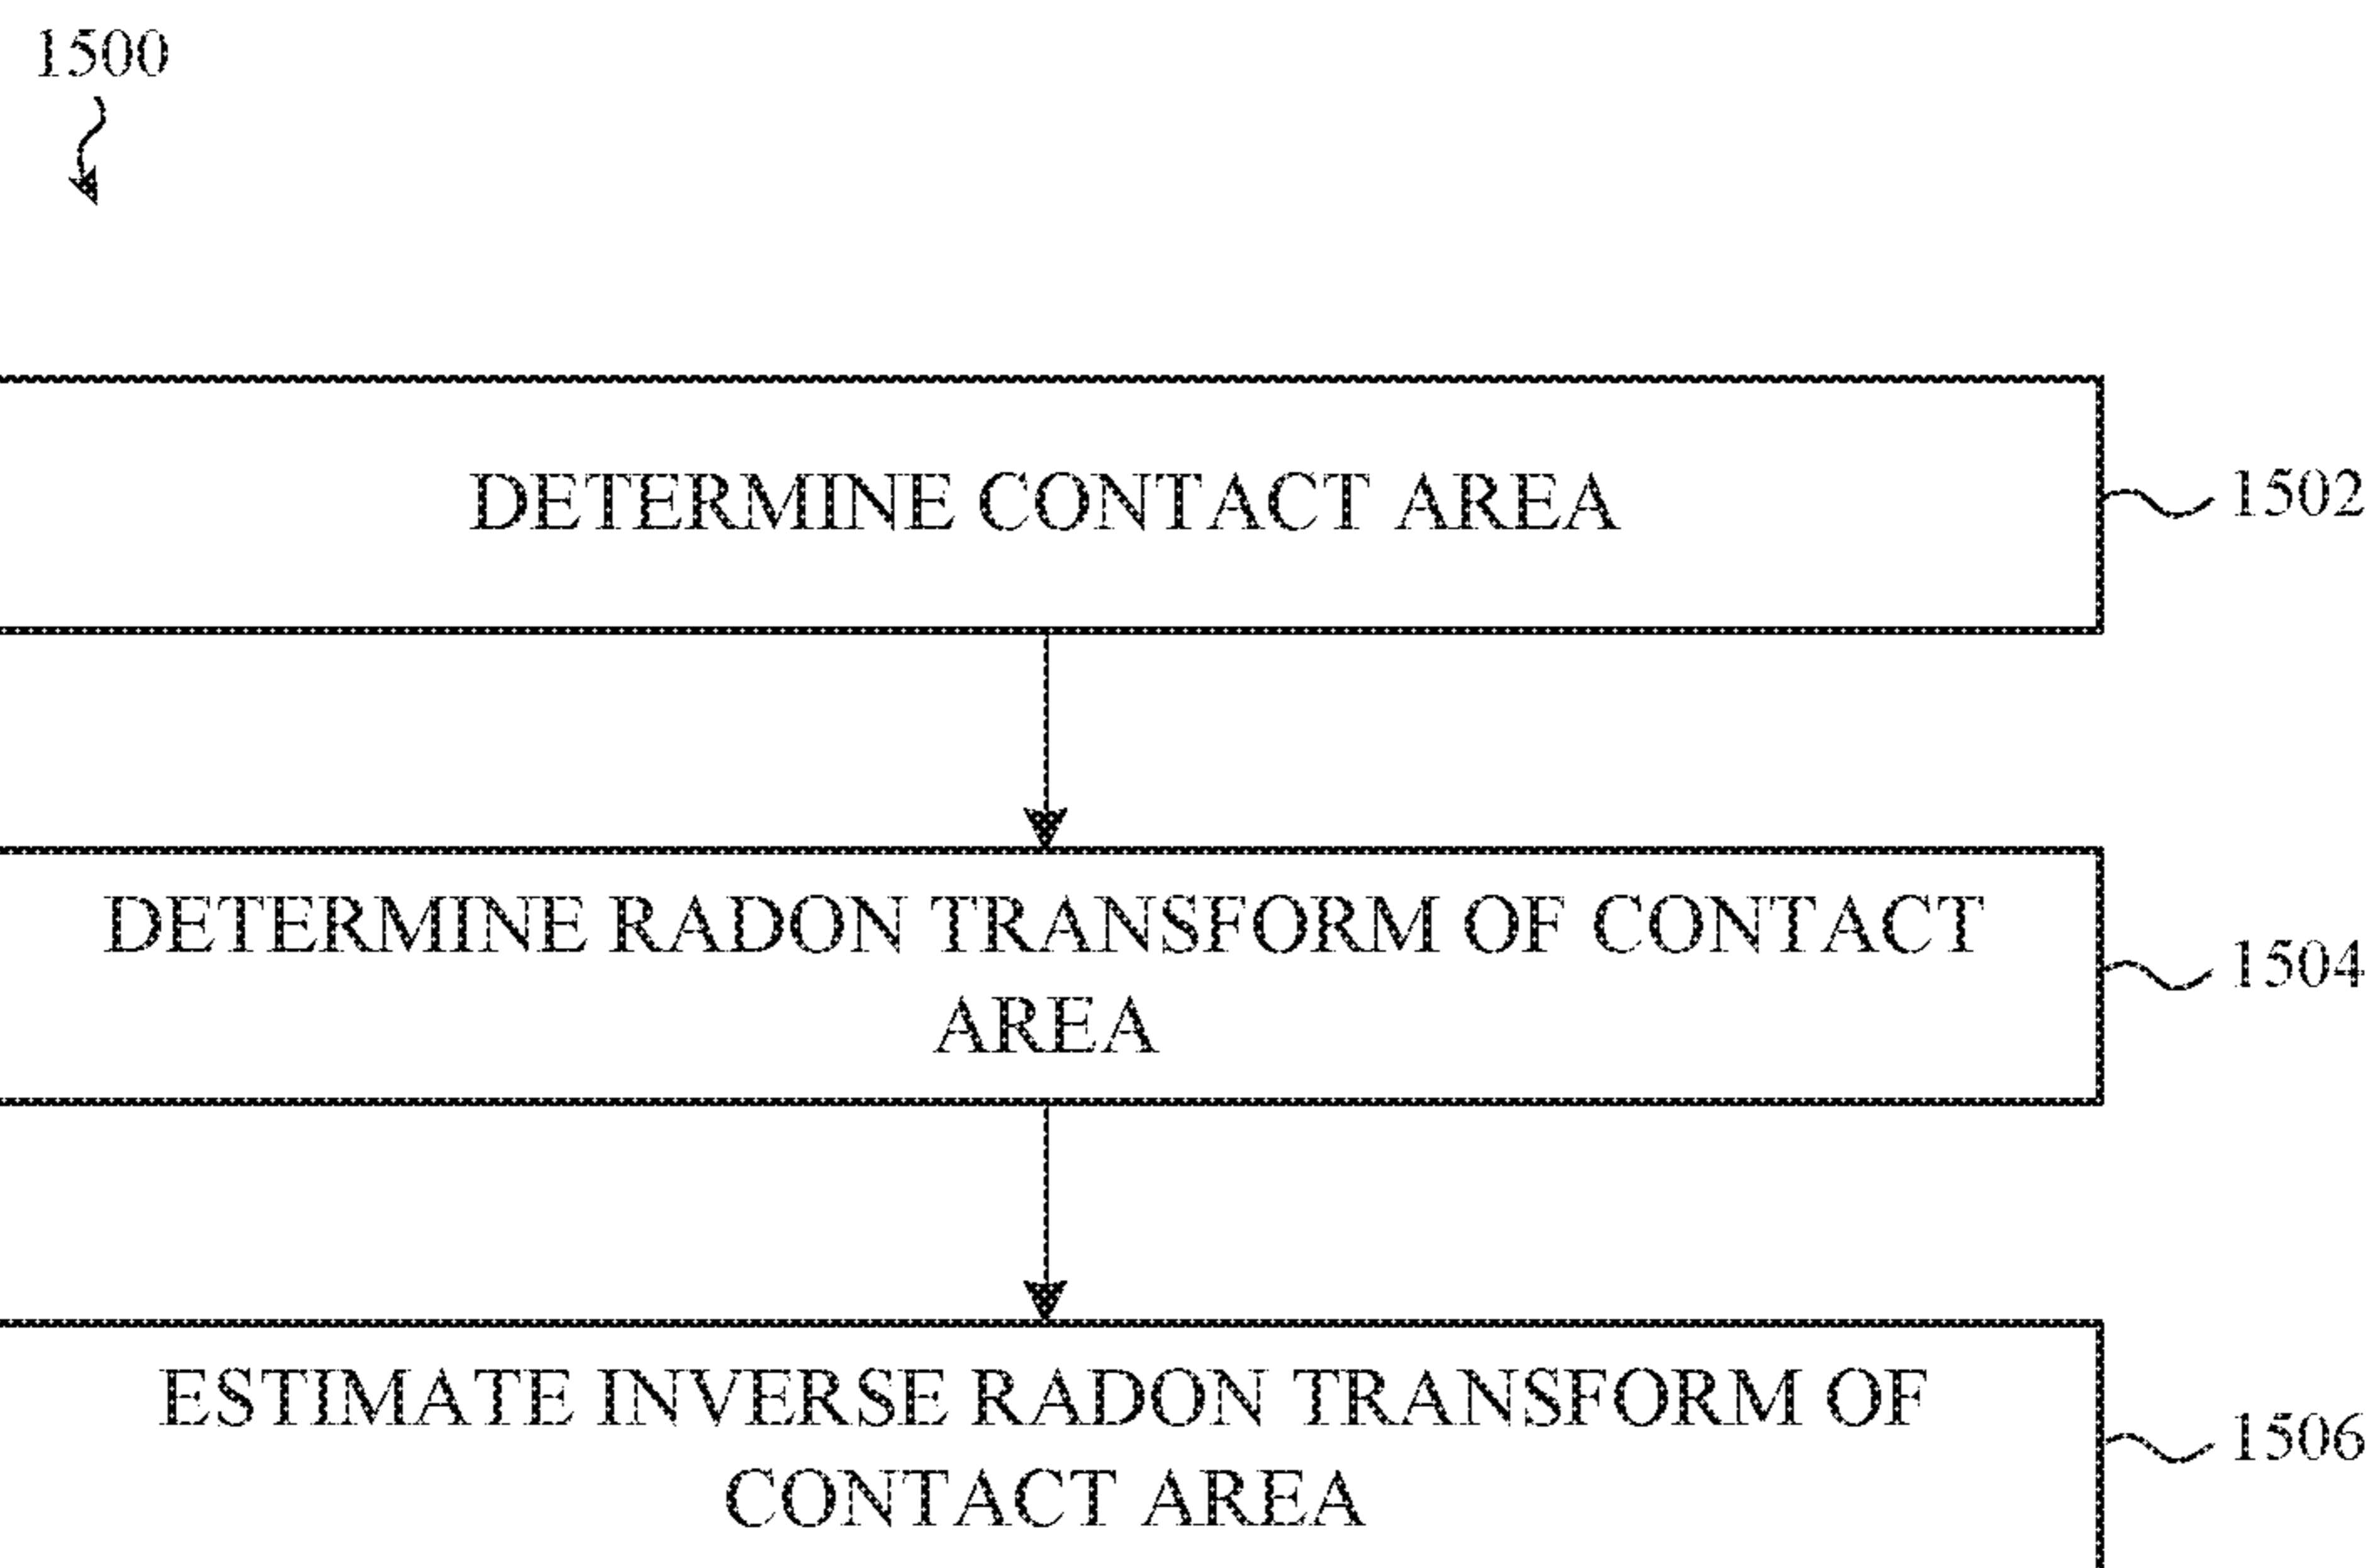 1500
DETERMINE CONTACT AREA
1502
DETERMINE RADON TRANSFORM OF CONTACT
AREA
1504
ESTIMATE INVERSE RADON TRANSFORM OF
CONTACT AREA
1506